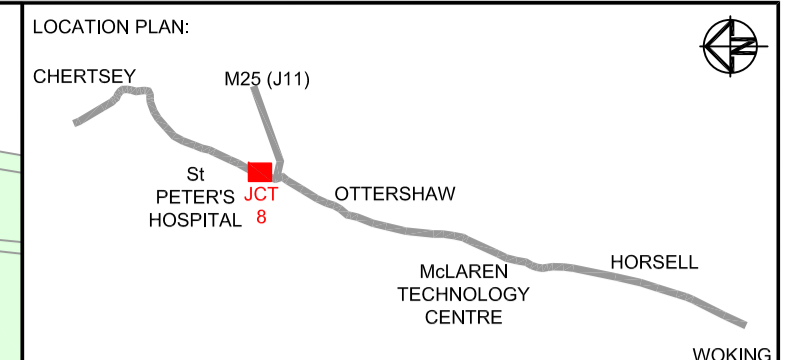 LOCATION PLAN:
N
CHERTSEY
M25 (J11)
St
PETER'S
HOSPITAL
JCT
8
OTTERSHAW
McLAREN
TECHNOLOGY
CENTRE
HORSELL
WOKING